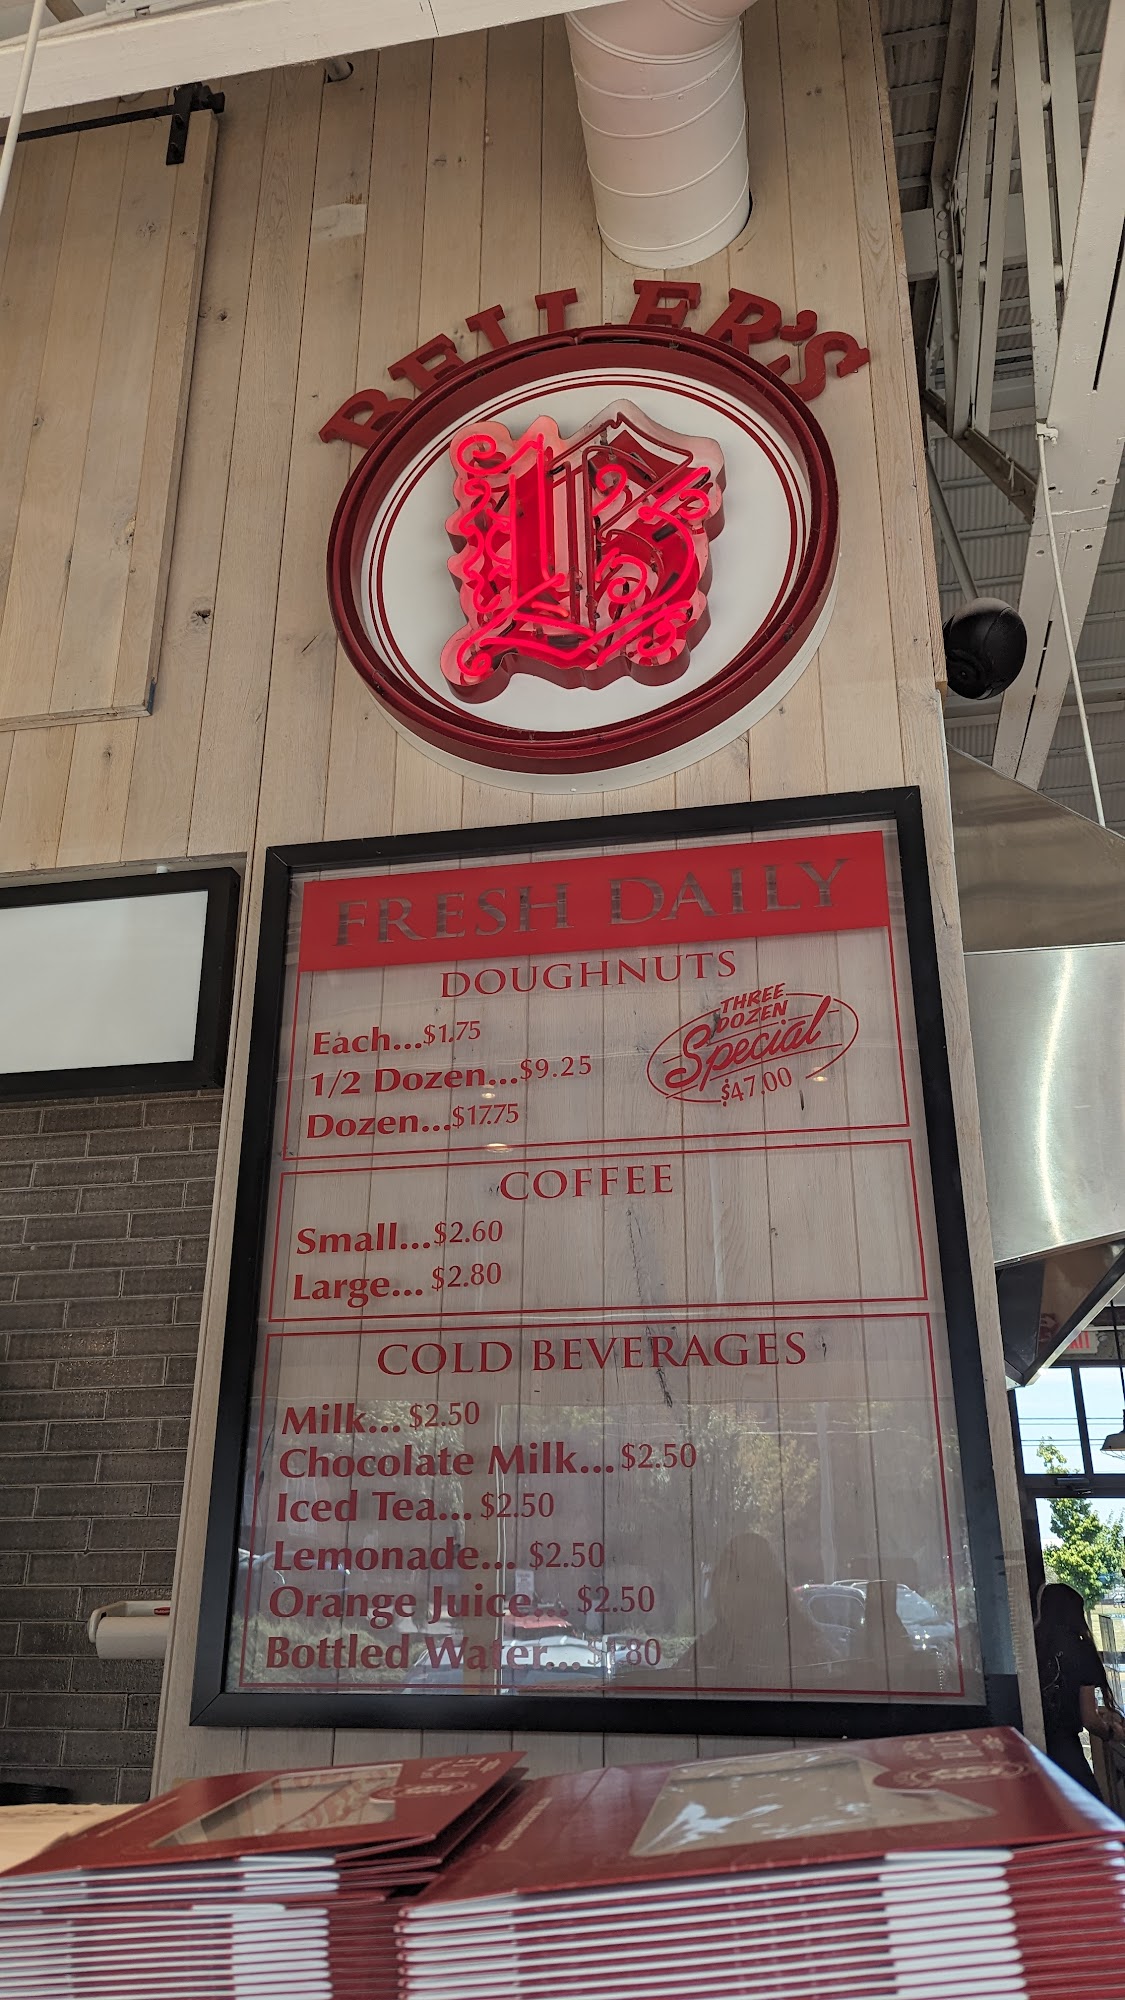 BEILER'S
B
FRESH DAILY
DOUGHNUTS
Each...$1.75
1/2 Dozen...$9.25
Dozen...$17.75
THREE
DOZEN
Special
$47.00
COFFEE
Small...$2.60
Large...$2.80
COLD BEVERAGES
Milk...$2.50
Chocolate Milk...$2.50
Iced Tea...$2.50
Lemonade...$2.50
Orange Juice...$2.50
Bottled Water...$1.80